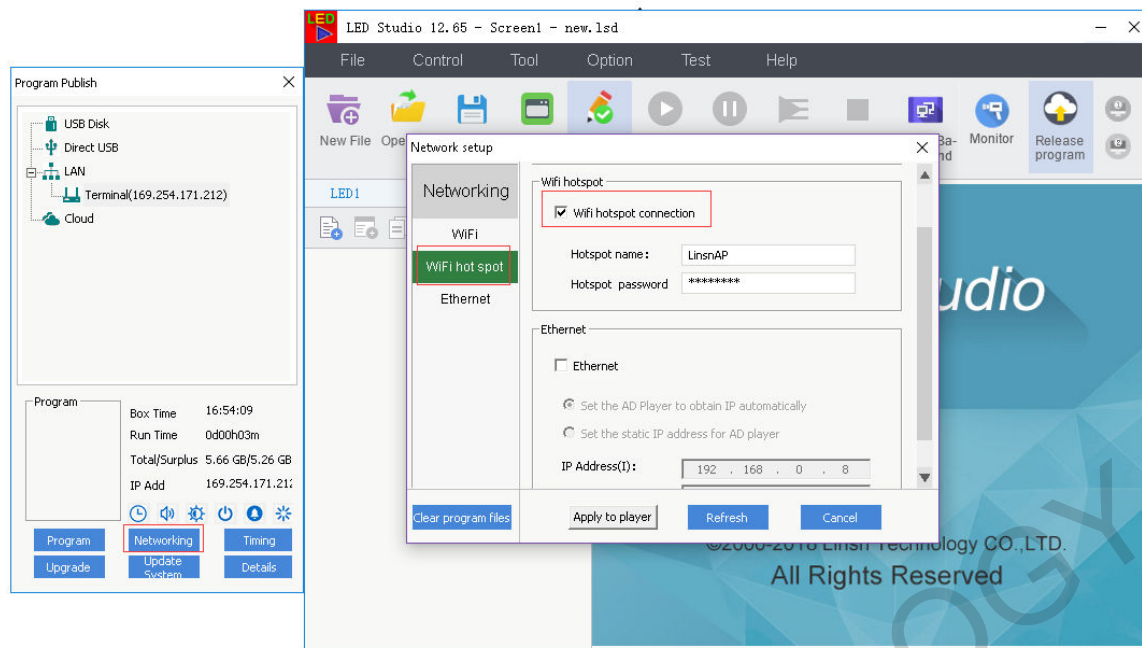 LED
LED Studio 12.65 - Screen1 - new.lsd
File Control Tool Option Test Help
New File
Monitor
Release
program
LED1
Program Publish
USB Disk
Direct USB
LAN
Terminal(169.254.171.212)
Cloud
Program
Box Time 16:54:09
Run Time 0d00h03m
Total/Surplus 5.66 GB/5.26 GB
IP Add 169.254.171.21
Program Networking Timing
Upgrade Update System Details
Network setup
Networking
WiFi
WiFi hot spot
Ethernet
Clear program files
Wifi hotspot
Wifi hotspot connection
Hotspot name: LinsnAP
Hotspot password ********
Ethernet
Ethernet
Set the AD Player to obtain IP automatically
Set the static IP address for AD player
IP Address(I): 192 . 168 . 0 . 8
Apply to player Refresh Cancel
udio
©2000-2018 Linsn Technology CO.,LTD.
All Rights Reserved
OGY